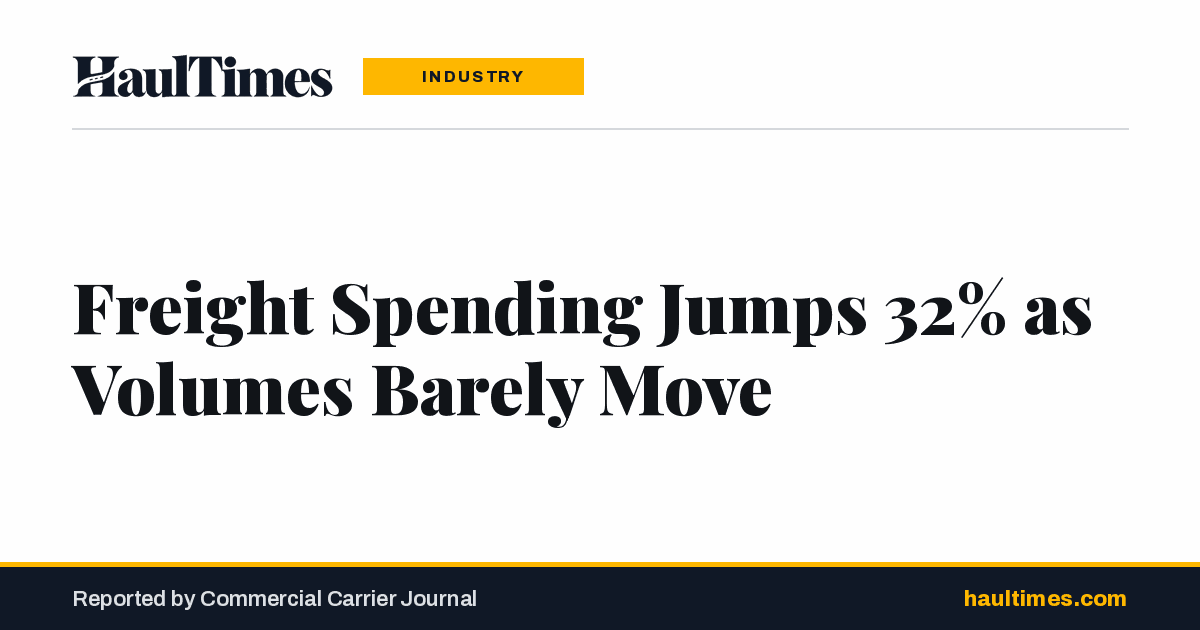 HaulTimes
INDUSTRY
Freight Spending Jumps 32% as
Volumes Barely Move
Reported by Commercial Carrier Journal
haultimes.com